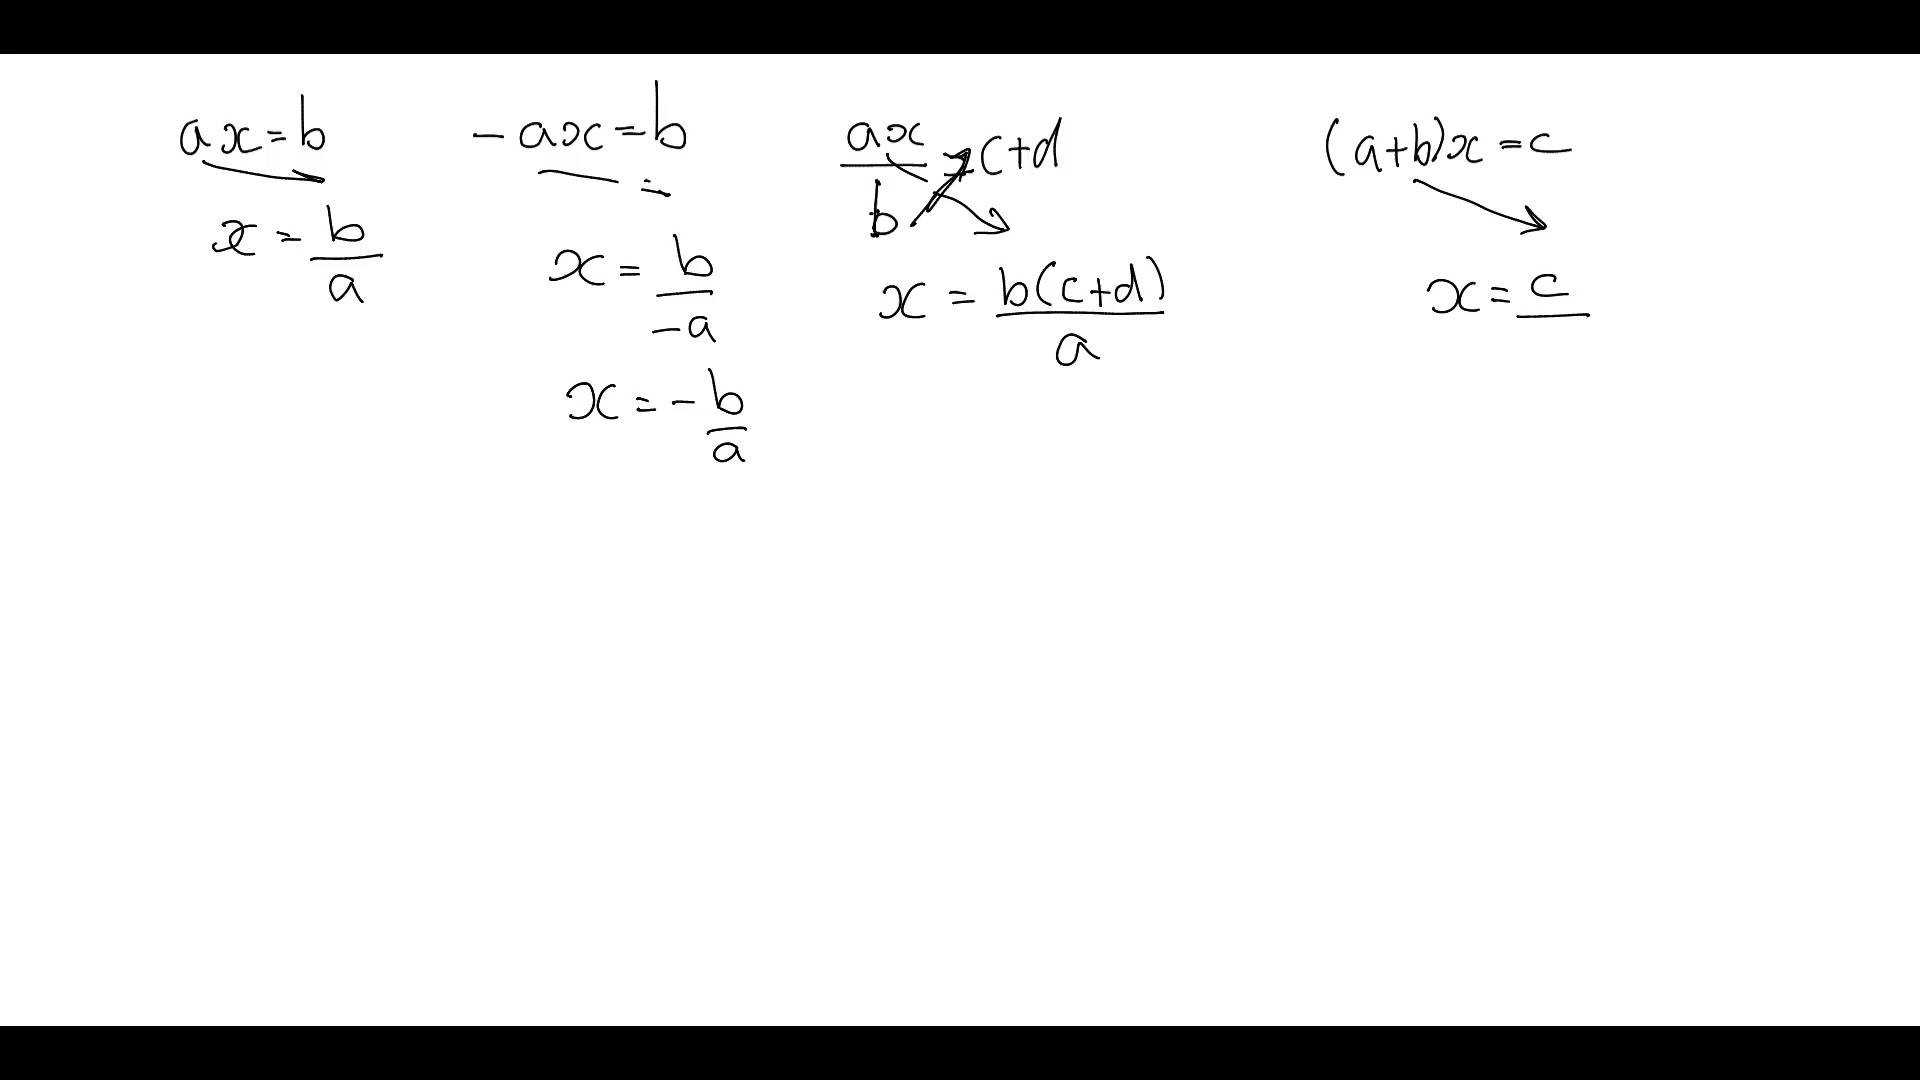 ax = b
x = b/a
-ax = b
x = b/-a
x = -b/a
ax/b = c+d
x = b(c+d)/a
(a+b)x = c
x = c/